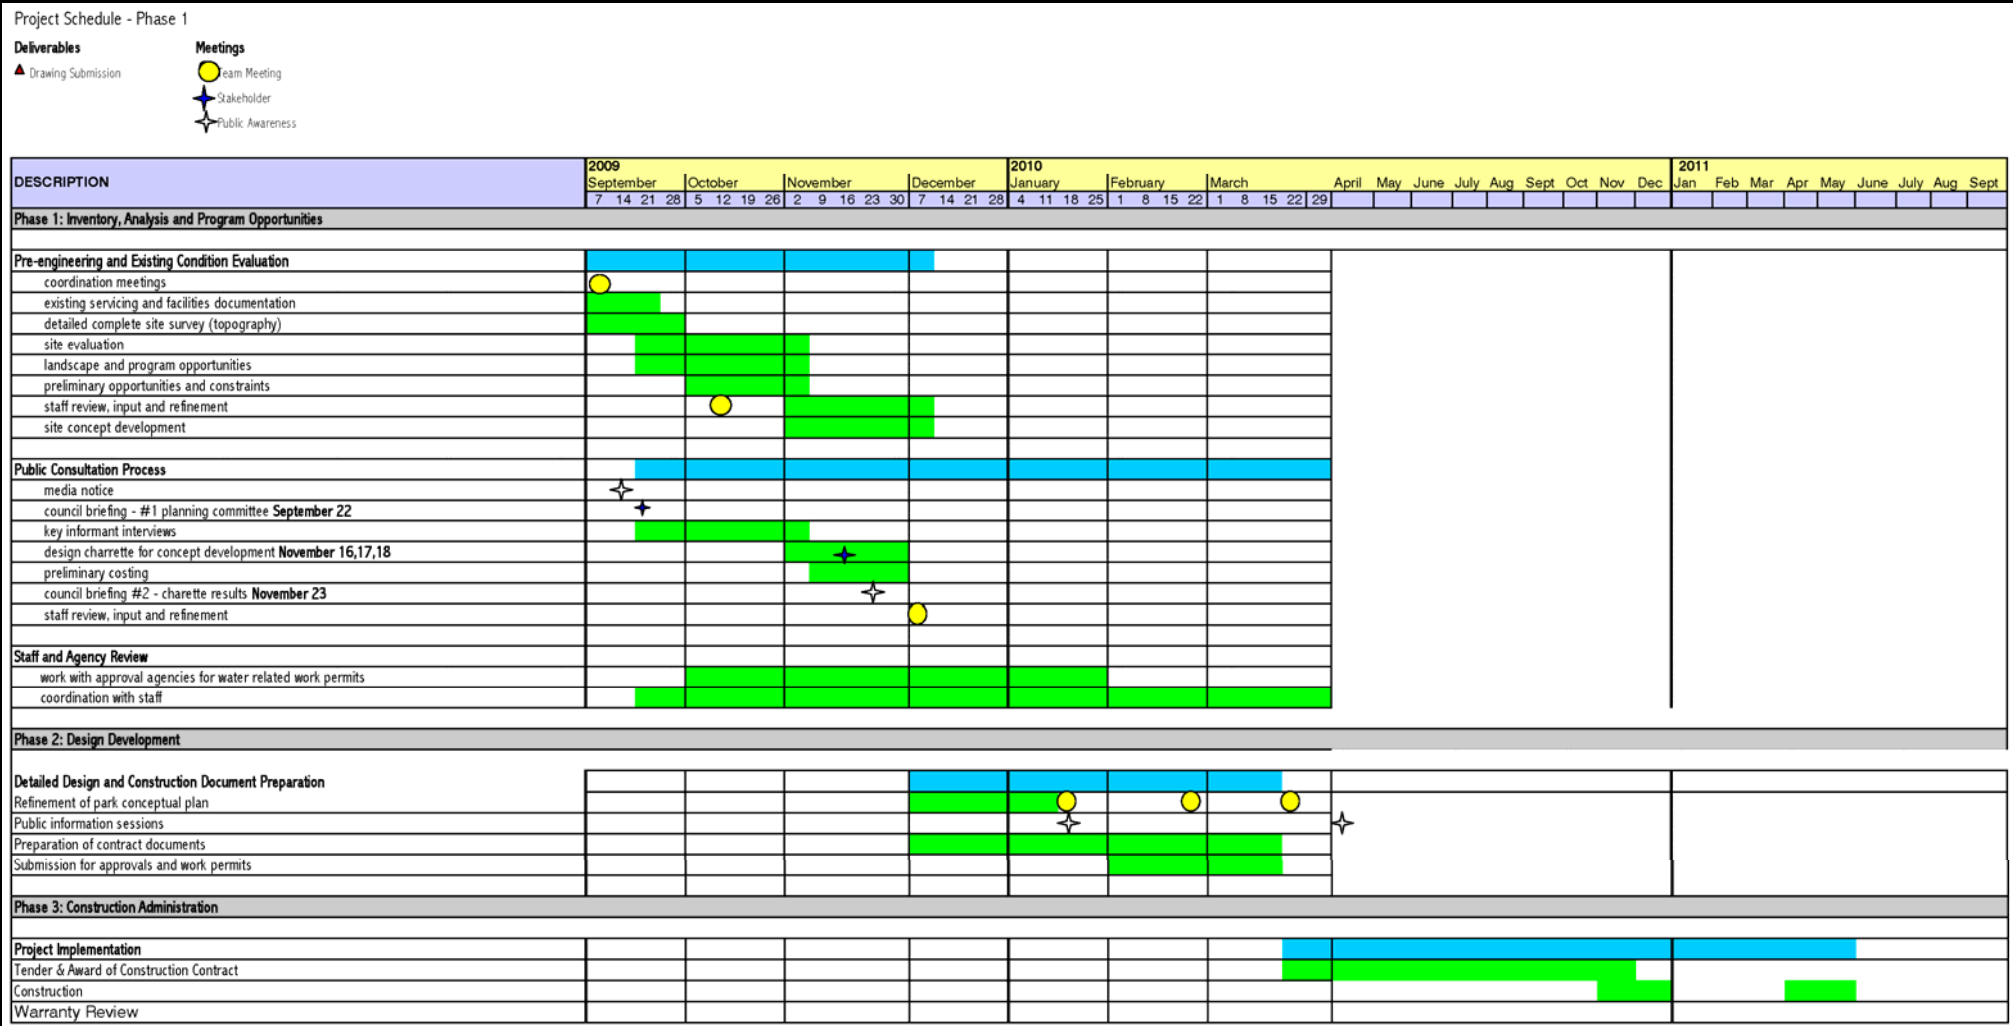 Project Schedule - Phase 1
Deliverables Meetings
Drawing Submission Team Meeting
Stakeholder
Public Awareness
2009 2010 2011
DESCRIPTION September October November December January February March April May June July Aug Sept Oct Nov Dec Jan Feb Mar Apr May June July Aug Sept
7 14 21 28 5 12 19 26 2 9 16 23 30 7 14 21 28 4 11 18 25 1 8 15 22 1 8 15 22 29
Phase 1: Inventory, Analysis and Program Opportunities
Pre-engineering and Existing Condition Evaluation
coordination meetings
existing servicing and facilities documentation
detailed complete site survey (topography)
site evaluation
landscape and program opportunities
preliminary opportunities and constraints
staff review, input and refinement
site concept development
Public Consultation Process
media notice
council briefing - #1 planning committee September 22
key informant interviews
design charrette for concept development November 16,17,18
preliminary costing
council briefing #2 - charette results November 23
staff review, input and refinement
Staff and Agency Review
work with approval agencies for water related work permits
coordination with staff
Phase 2: Design Development
Detailed Design and Construction Document Preparation
Refinement of park conceptual plan
Public information sessions
Preparation of contract documents
Submission for approvals and work permits
Phase 3: Construction Administration
Project Implementation
Tender & Award of Construction Contract
Construction
Warranty Review